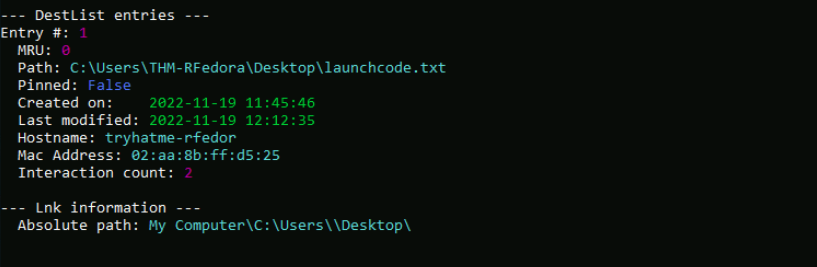 --- DestList entries ---
Entry #: 1
MRU: 0
Path: C:\Users\THM-RFedora\Desktop\launchcode.txt
Pinned: False
Created on: 2022-11-19 11:45:46
Last modified: 2022-11-19 12:12:35
Hostname: tryhatme-rfedor
Mac Address: 02:aa:8b:ff:d5:25
Interaction count: 2
--- Lnk information ---
Absolute path: My Computer\C:\Users\\Desktop\